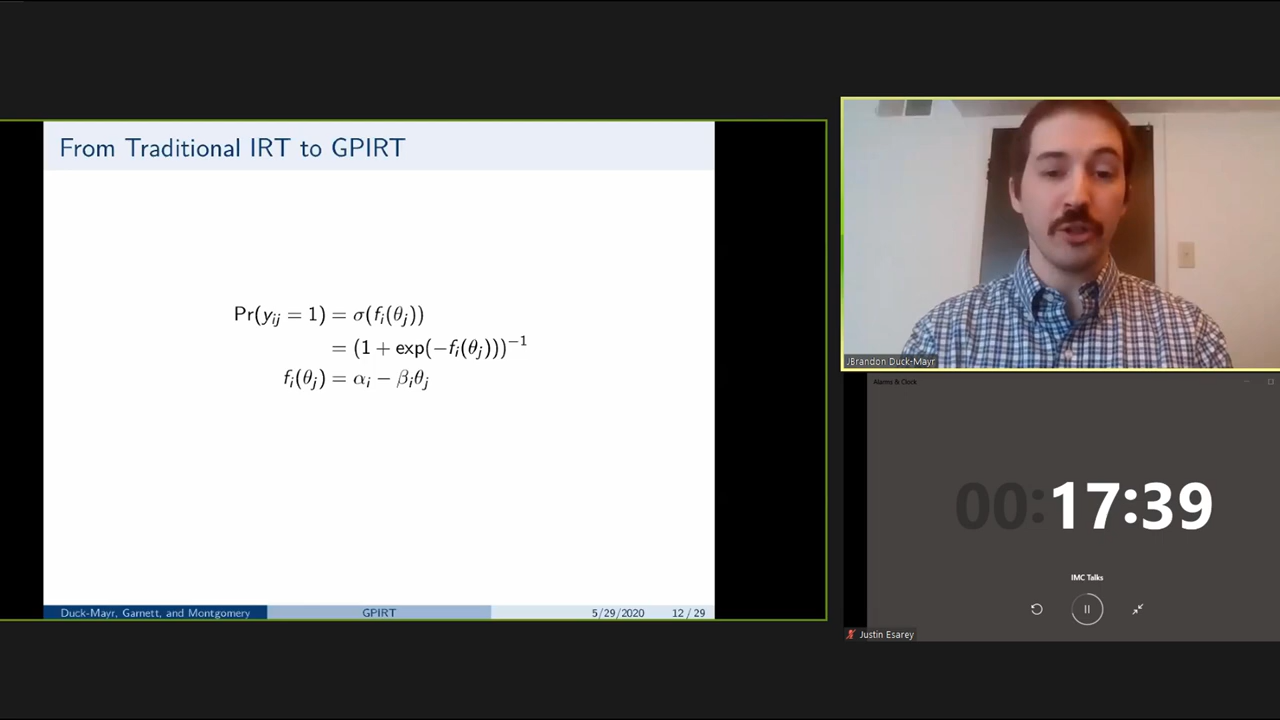 From Traditional IRT to GPIRT
Pr(y_ij = 1) = σ(f_i(θ_j))
= (1 + exp(−f_i(θ_j)))^−1
f_i(θ_j) = α_i − β_iθ_j
Duck-Mayr, Garnett, and Montgomery GPIRT 5/29/2020 12 / 29
JBrandon Duck-Mayr
Alarms & Clock
00:17:39
IMC Talks
Justin Esarey